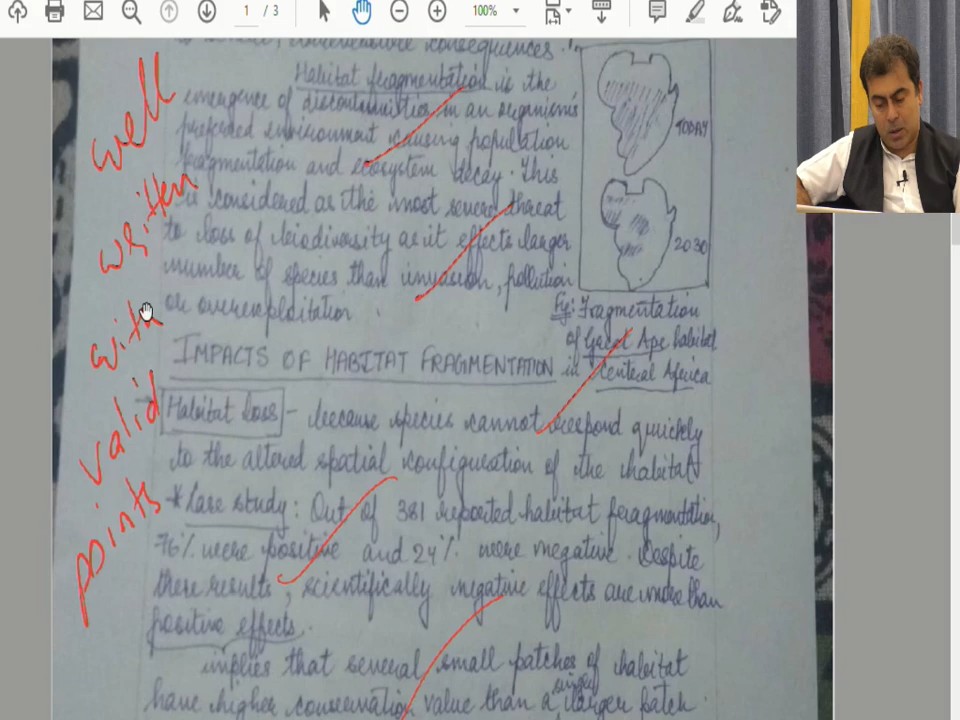 1 / 3
100%
consequences.
Habitat fragmentation is the
emergence of discontinuities in an organism's
preferred environment causing population
fragmentation and ecosystem decay. This
is considered as the most severe threat
to loss of biodiversity as it effects larger
number of species than invasion, pollution
or overexploitation.
TODAY
2030
Fig: Fragmentation
of Great Ape habitat
in Central Africa
IMPACTS OF HABITAT FRAGMENTATION
Habitat loss - because species cannot respond quickly
to the altered spatial configuration of the habitat
* Case study: Out of 381 reported habitat fragmentation,
76% were positive and 24% were negative. Despite
these results, scientifically negative effects are more than
positive effects.
implies that several small patches of habitat
have higher conservation value than a single larger patch.
well
written
with
valid
points